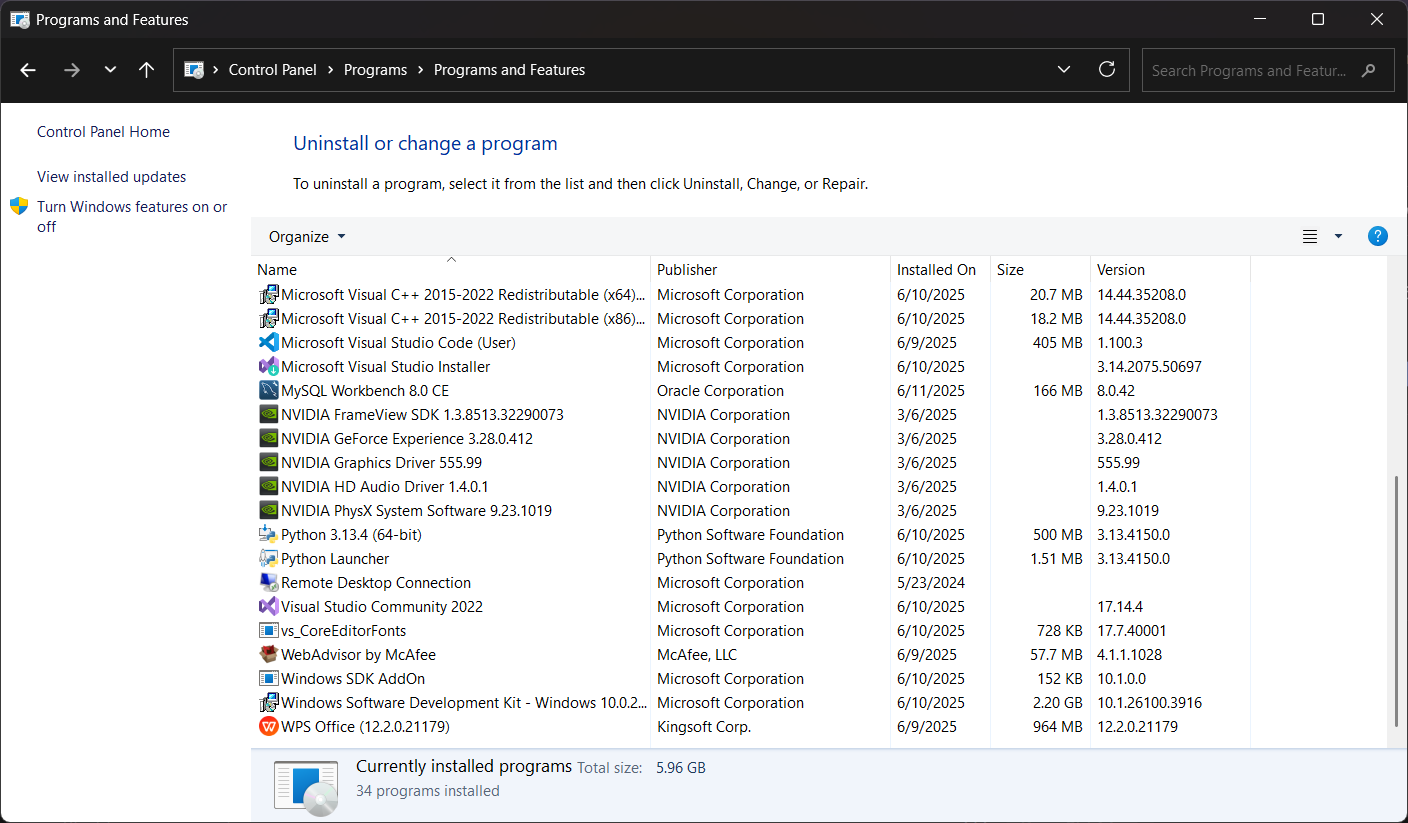 Programs and Features
Control Panel > Programs > Programs and Features
Search Programs and Featur...
Control Panel Home
View installed updates
Turn Windows features on or
off
Uninstall or change a program
To uninstall a program, select it from the list and then click Uninstall, Change, or Repair.
Organize
Name Publisher Installed On Size Version
Microsoft Visual C++ 2015-2022 Redistributable (x64)... Microsoft Corporation 6/10/2025 20.7 MB 14.44.35208.0
Microsoft Visual C++ 2015-2022 Redistributable (x86)... Microsoft Corporation 6/10/2025 18.2 MB 14.44.35208.0
Microsoft Visual Studio Code (User) Microsoft Corporation 6/9/2025 405 MB 1.100.3
Microsoft Visual Studio Installer Microsoft Corporation 6/10/2025 3.14.2075.50697
MySQL Workbench 8.0 CE Oracle Corporation 6/11/2025 166 MB 8.0.42
NVIDIA FrameView SDK 1.3.8513.32290073 NVIDIA Corporation 3/6/2025 1.3.8513.32290073
NVIDIA GeForce Experience 3.28.0.412 NVIDIA Corporation 3/6/2025 3.28.0.412
NVIDIA Graphics Driver 555.99 NVIDIA Corporation 3/6/2025 555.99
NVIDIA HD Audio Driver 1.4.0.1 NVIDIA Corporation 3/6/2025 1.4.0.1
NVIDIA PhysX System Software 9.23.1019 NVIDIA Corporation 3/6/2025 9.23.1019
Python 3.13.4 (64-bit) Python Software Foundation 6/10/2025 500 MB 3.13.4150.0
Python Launcher Python Software Foundation 6/10/2025 1.51 MB 3.13.4150.0
Remote Desktop Connection Microsoft Corporation 5/23/2024
Visual Studio Community 2022 Microsoft Corporation 6/10/2025 17.14.4
vs_CoreEditorFonts Microsoft Corporation 6/10/2025 728 KB 17.7.40001
WebAdvisor by McAfee McAfee, LLC 6/9/2025 57.7 MB 4.1.1.1028
Windows SDK AddOn Microsoft Corporation 6/10/2025 152 KB 10.1.0.0
Windows Software Development Kit - Windows 10.0.2... Microsoft Corporation 6/10/2025 2.20 GB 10.1.26100.3916
WPS Office (12.2.0.21179) Kingsoft Corp. 6/9/2025 964 MB 12.2.0.21179
Currently installed programs Total size: 5.96 GB
34 programs installed